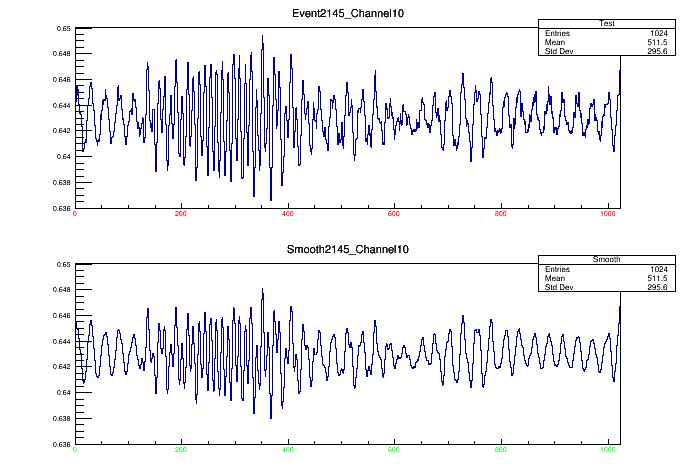 Event2145_Channel10
Test
Entries 1024
Mean 511.5
Std Dev 295.6
0.65
0.648
0.646
0.644
0.642
0.64
0.638
0.636
0 200 400 600 800 1000
Smooth2145_Channel10
Smooth
Entries 1024
Mean 511.5
Std Dev 295.6
0.65
0.648
0.646
0.644
0.642
0.64
0.638
0.636
0 200 400 600 800 1000